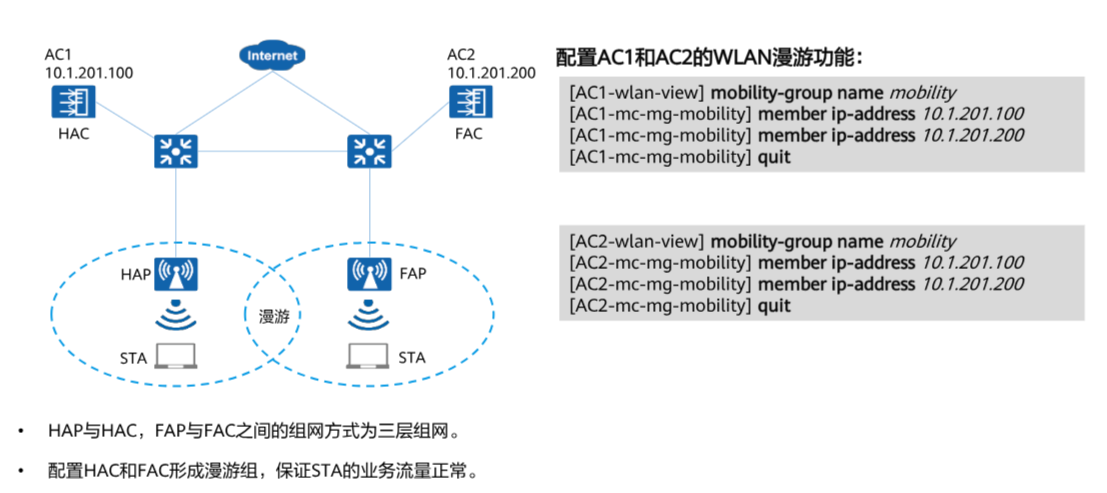 AC1
10.1.201.100
HAC
Internet
AC2
10.1.201.200
FAC
HAP
FAP
漫游
STA
STA
配置AC1和AC2的WLAN漫游功能：
[AC1-wlan-view] mobility-group name mobility
[AC1-mc-mg-mobility] member ip-address 10.1.201.100
[AC1-mc-mg-mobility] member ip-address 10.1.201.200
[AC1-mc-mg-mobility] quit
[AC2-wlan-view] mobility-group name mobility
[AC2-mc-mg-mobility] member ip-address 10.1.201.100
[AC2-mc-mg-mobility] member ip-address 10.1.201.200
[AC2-mc-mg-mobility] quit
• HAP与HAC，FAP与FAC之间的组网方式为三层组网。
• 配置HAC和FAC形成漫游组，保证STA的业务流量正常。